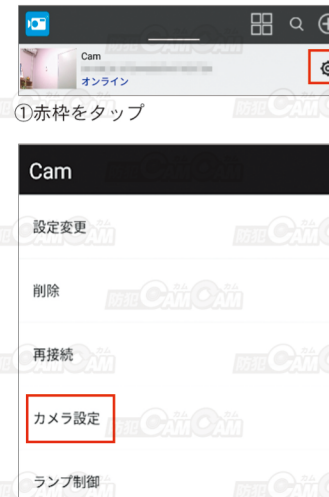 Cam
オンライン
①赤枠をタップ
Cam
設定変更
削除
再接続
カメラ設定
ランプ制御